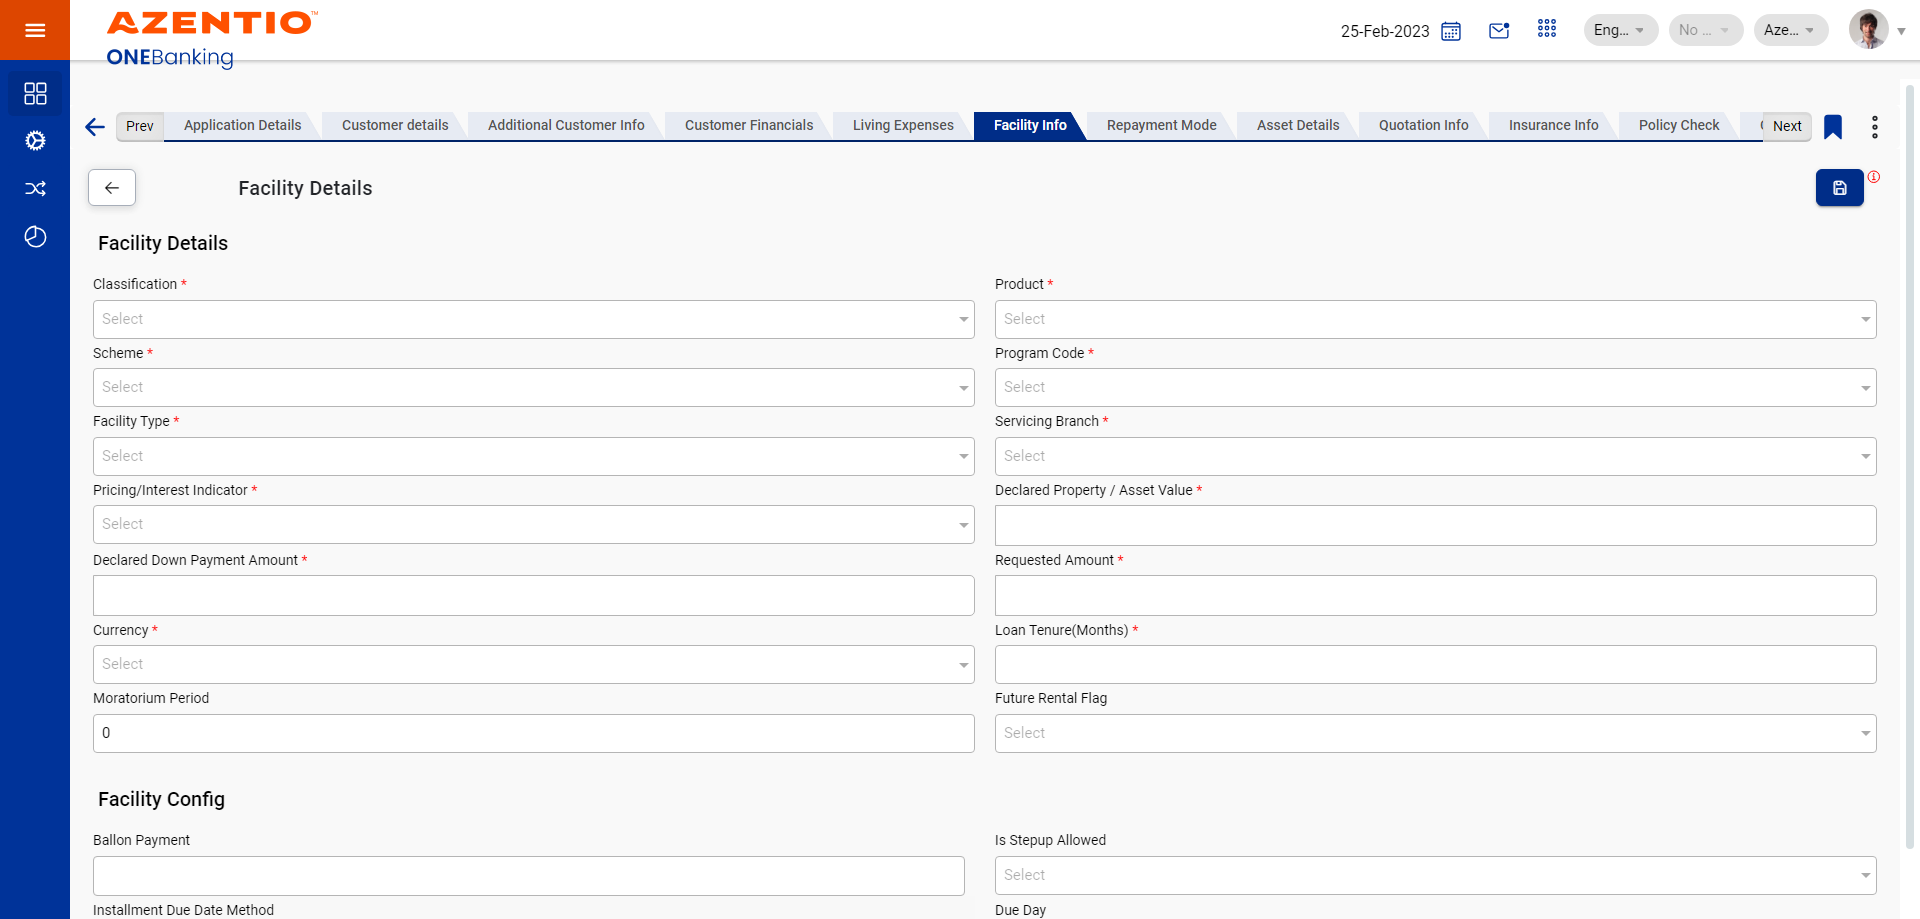 AZENTIO™
ONEBanking
25-Feb-2023
Eng...
No ...
Aze...
Prev
Application Details
Customer details
Additional Customer Info
Customer Financials
Living Expenses
Facility Info
Repayment Mode
Asset Details
Quotation Info
Insurance Info
Policy Check
Next
Facility Details
Facility Details
Classification *
Product *
Select
Select
Scheme *
Program Code *
Select
Select
Facility Type *
Servicing Branch *
Select
Select
Pricing/Interest Indicator *
Declared Property / Asset Value *
Select
Declared Down Payment Amount *
Requested Amount *
Currency *
Loan Tenure(Months) *
Select
Moratorium Period
Future Rental Flag
0
Select
Facility Config
Ballon Payment
Is Stepup Allowed
Select
Installment Due Date Method
Due Day